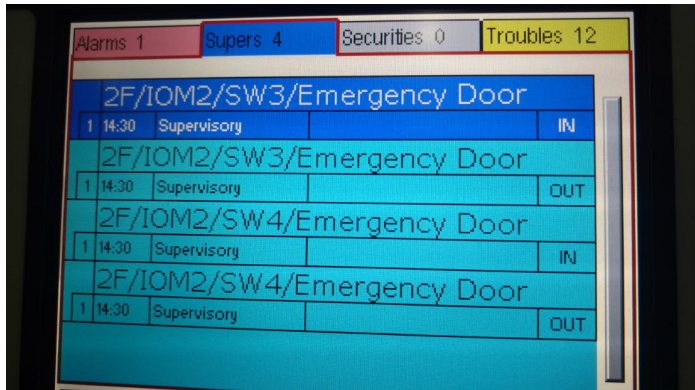 Alarms 1 Supers 4 Securities 0 Troubles 12
2F/IOM2/SW3/Emergency Door
1 14:30 Supervisory IN
2F/IOM2/SW3/Emergency Door
1 14:30 Supervisory OUT
2F/IOM2/SW4/Emergency Door
1 14:30 Supervisory IN
2F/IOM2/SW4/Emergency Door
1 14:30 Supervisory OUT